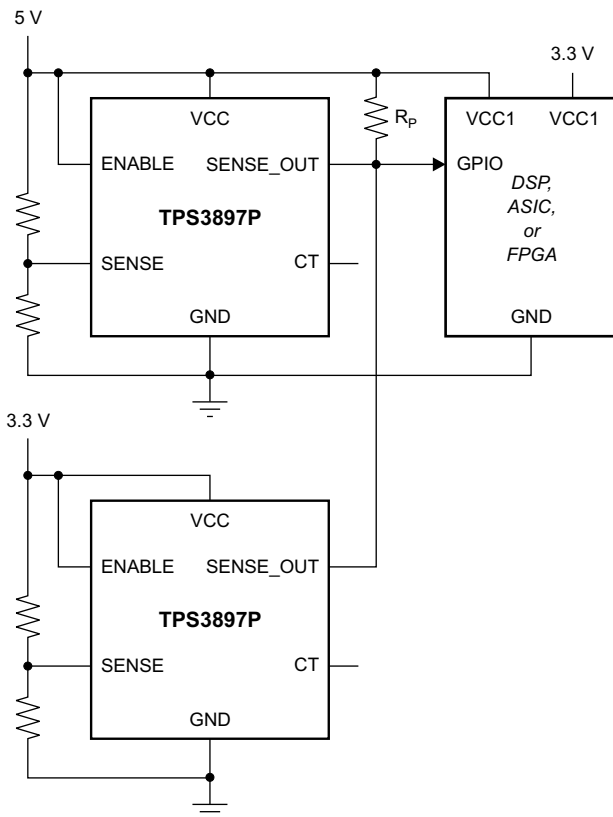 5 V
3.3 V
VCC
R_P
VCC1 VCC1
ENABLE SENSE_OUT
GPIO
DSP,
ASIC,
or
FPGA
TPS3897P
SENSE CT
GND
GND
3.3 V
VCC
ENABLE SENSE_OUT
TPS3897P
SENSE CT
GND